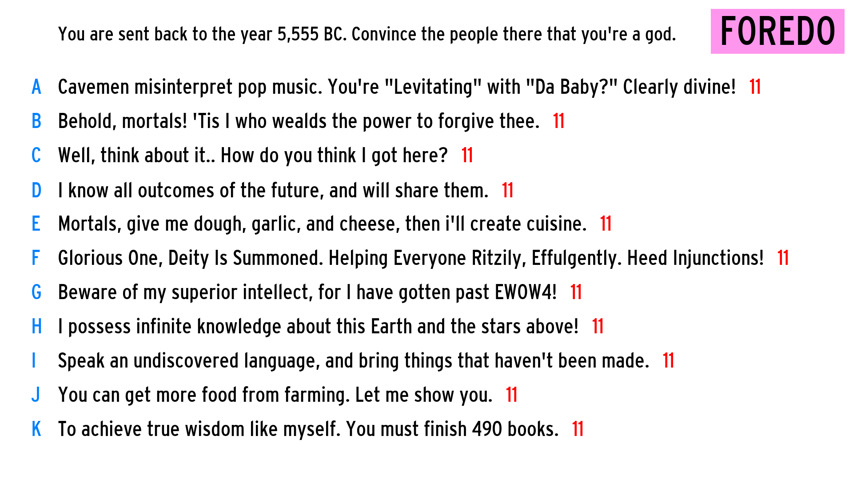 You are sent back to the year 5,555 BC. Convince the people there that you're a god.
FOREDO
A Cavemen misinterpret pop music. You're "Levitating" with "Da Baby?" Clearly divine! 11
B Behold, mortals! 'Tis I who wealds the power to forgive thee. 11
C Well, think about it.. How do you think I got here? 11
D I know all outcomes of the future, and will share them. 11
E Mortals, give me dough, garlic, and cheese, then i'll create cuisine. 11
F Glorious One, Deity Is Summoned. Helping Everyone Ritzily, Effulgently. Heed Injunctions! 11
G Beware of my superior intellect, for I have gotten past EWOW4! 11
H I possess infinite knowledge about this Earth and the stars above! 11
I Speak an undiscovered language, and bring things that haven't been made. 11
J You can get more food from farming. Let me show you. 11
K To achieve true wisdom like myself. You must finish 490 books. 11